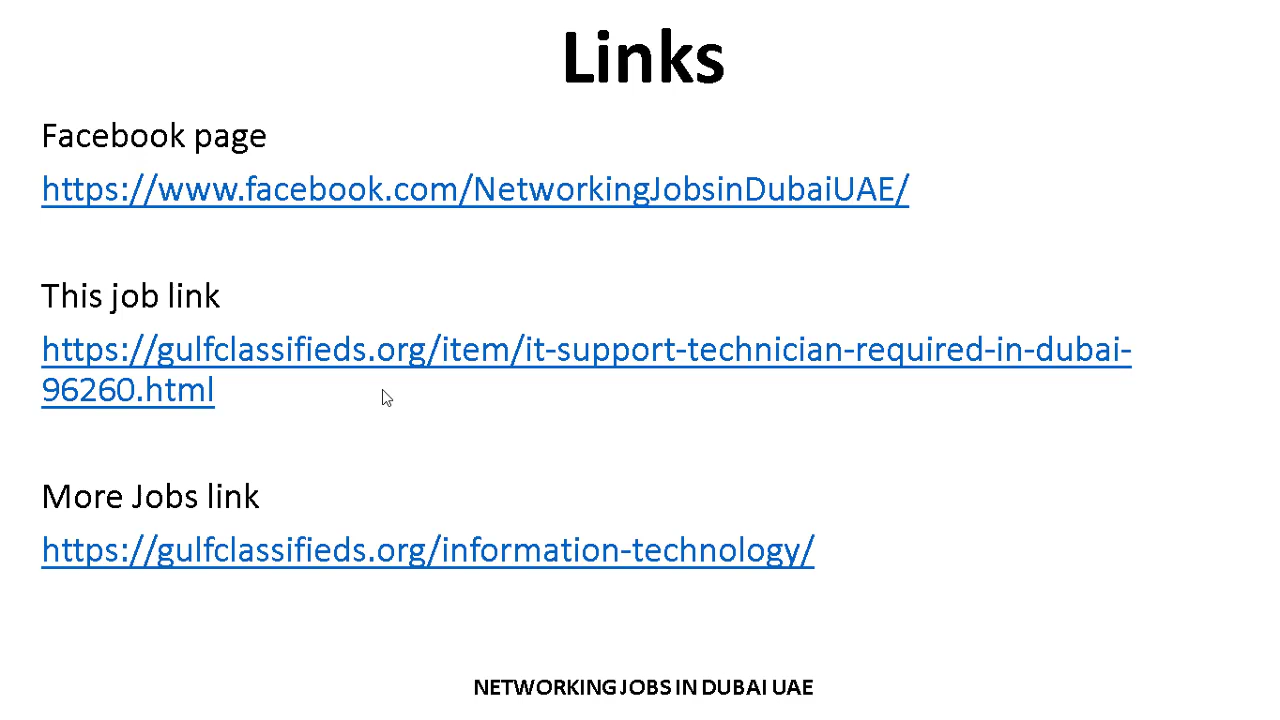 Links
Facebook page
https://www.facebook.com/NetworkingJobsinDubaiUAE/
This job link
https://gulfclassifieds.org/item/it-support-technician-required-in-dubai-
96260.html
More Jobs link
https://gulfclassifieds.org/information-technology/
NETWORKING JOBS IN DUBAI UAE